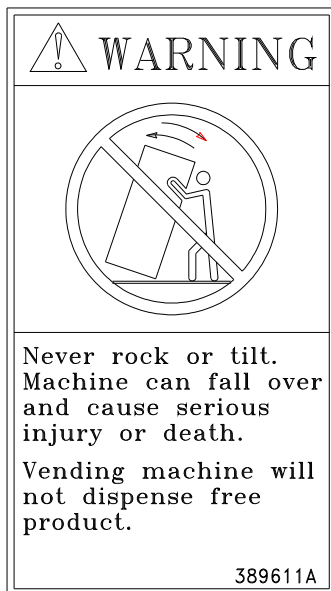 WARNING
Never rock or tilt.
Machine can fall over
and cause serious
injury or death.
Vending machine will
not dispense free
product.
389611A